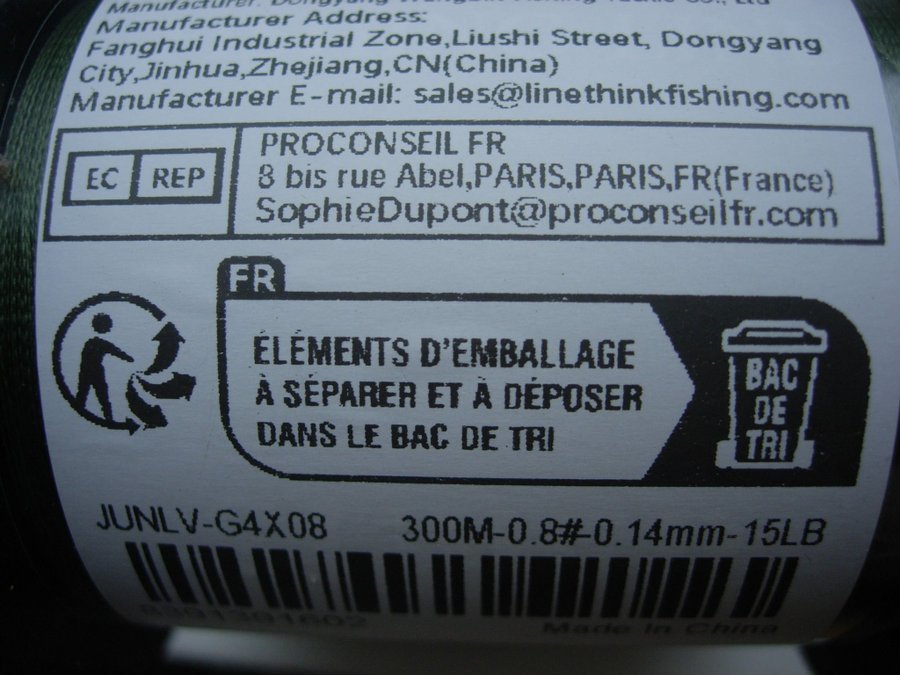 Manufacturer Address:
Fanghui Industrial Zone,Liushi Street, Dongyang
City,Jinhua,Zhejiang,CN(China)
Manufacturer E-mail: sales@linethinkfishing.com
EC REP
PROCONSEIL FR
8 bis rue Abel,PARIS,PARIS,FR(France)
SophieDupont@proconseilfr.com
FR
ÉLÉMENTS D'EMBALLAGE
À SÉPARER ET À DÉPOSER
DANS LE BAC DE TRI
BAC
DE
TRI
JUNLV-G4X08 300M-0.8#-0.14mm-15LB
Made in China